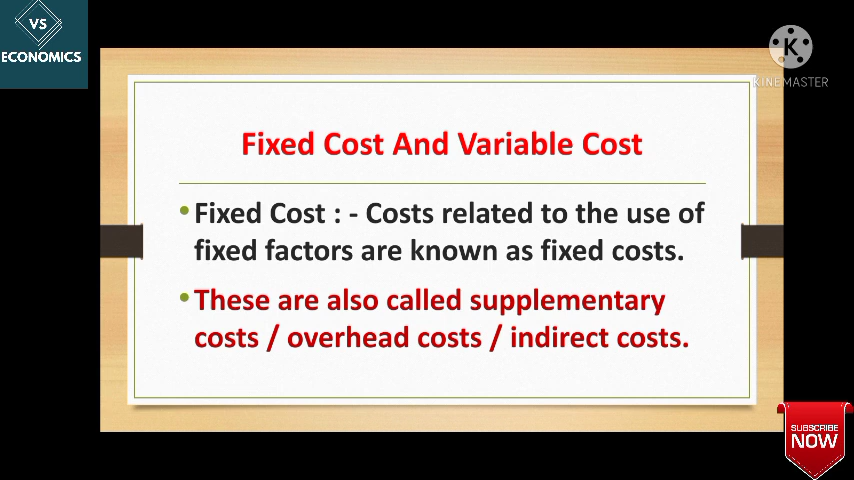 VS
ECONOMICS
K
KINEMASTER
Fixed Cost And Variable Cost
• Fixed Cost : - Costs related to the use of
fixed factors are known as fixed costs.
• These are also called supplementary
costs / overhead costs / indirect costs.
SUBSCRIBE
NOW